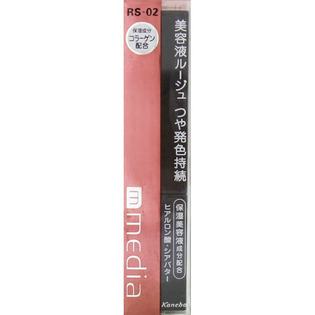 RS-02
保湿成分
コラーゲン
配合
media
美容液ルージュ つや発色持続
保湿美容液成分配合
ヒアルロン酸・シアバター
Kanebo